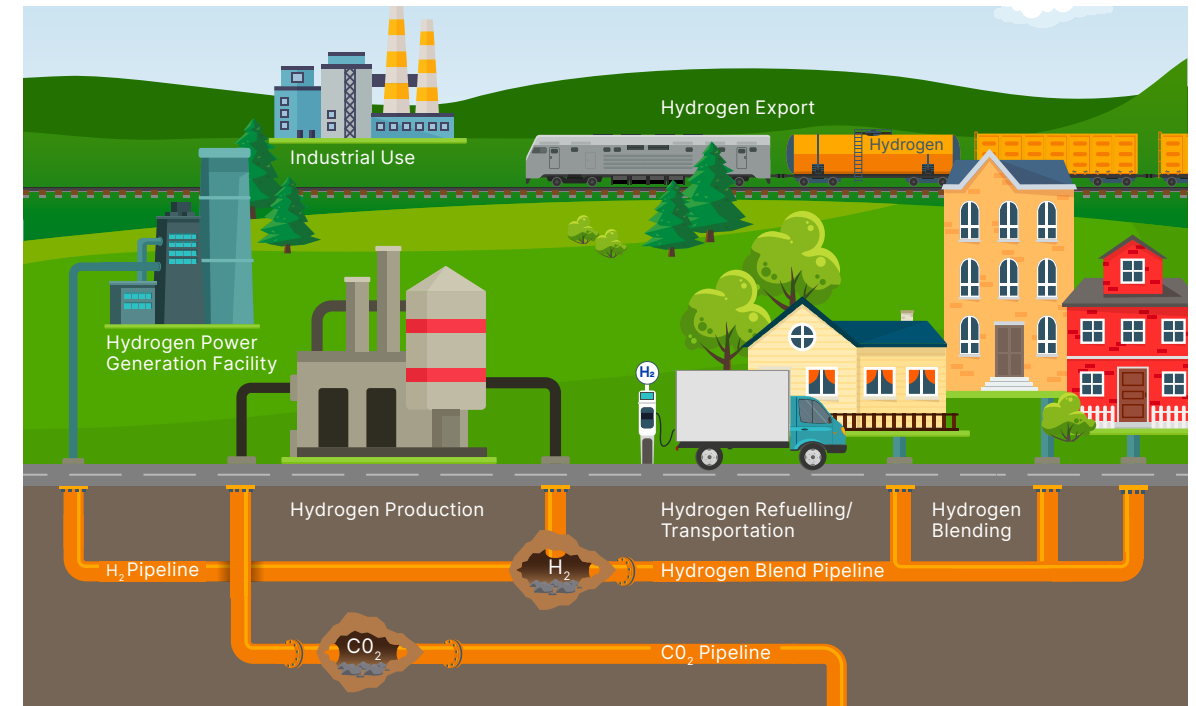 Hydrogen Export
Hydrogen
Industrial Use
Hydrogen Power
Generation Facility
H₂
Hydrogen Production
Hydrogen Refuelling/
Transportation
Hydrogen
Blending
H₂ Pipeline
H₂
Hydrogen Blend Pipeline
C0₂
C0₂ Pipeline